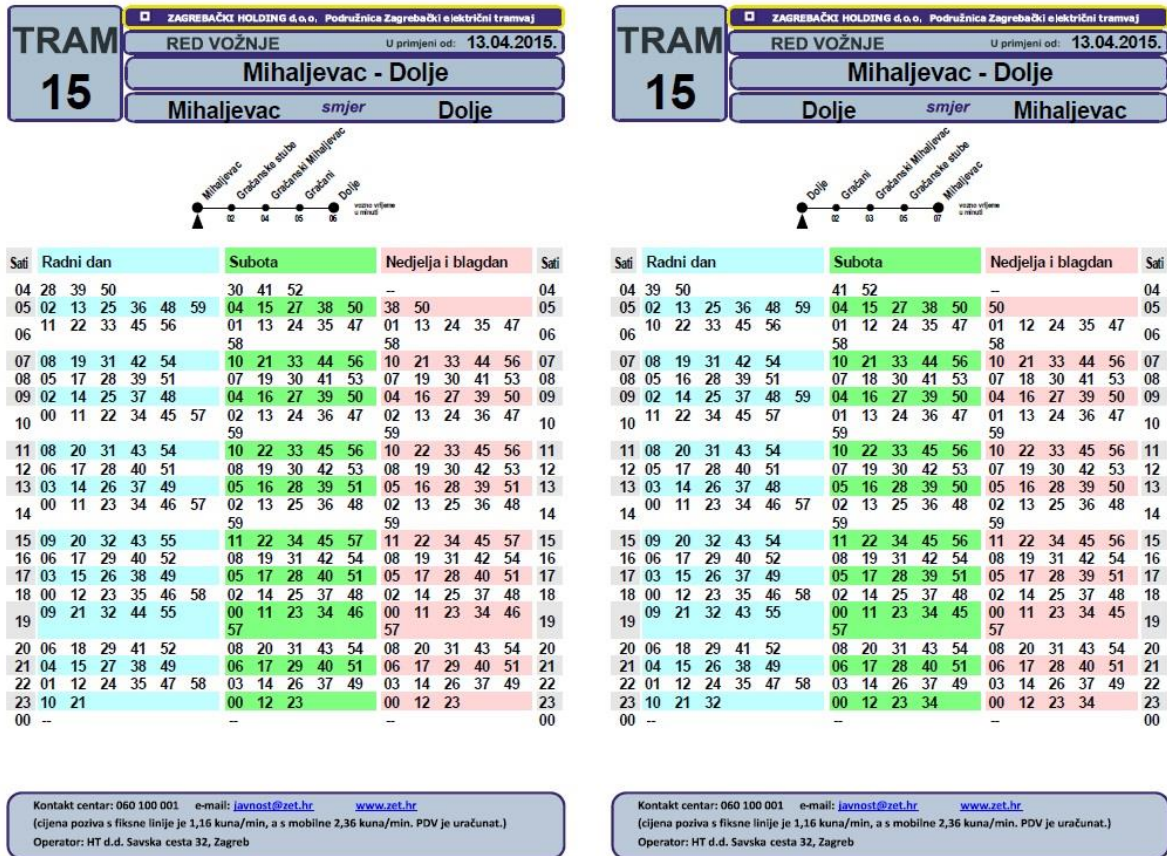 TRAM
15
ZAGREBAČKI HOLDING d.o.o. Podružnica Zagrebački električni tramvaj
RED VOŽNJE U primjeni od: 13.04.2015.
Mihaljevac - Dolje
Mihaljevac smjer Dolje
Mihaljevac Gračanske stube Gračanski Mihaljevac Gračani Dolje
vozno vrijeme
u minuti
02 04 05 06
Sati Radni dan Subota Nedjelja i blagdan Sati
04 28 39 50 30 41 52 -- 04
05 02 13 25 36 48 59 04 15 27 38 50 38 50 05
06 11 22 33 45 56 01 13 24 35 47 58 01 13 24 35 47 58 06
07 08 19 31 42 54 10 21 33 44 56 10 21 33 44 56 07
08 05 17 28 39 51 07 19 30 41 53 07 19 30 41 53 08
09 02 14 25 37 48 04 16 27 39 50 04 16 27 39 50 09
10 00 11 22 34 45 57 02 13 24 36 47 59 02 13 24 36 47 59 10
11 08 20 31 43 54 10 22 33 45 56 10 22 33 45 56 11
12 06 17 28 40 51 08 19 30 42 53 08 19 30 42 53 12
13 03 14 26 37 49 05 16 28 39 51 05 16 28 39 51 13
14 00 11 23 34 46 57 02 13 25 36 48 59 02 13 25 36 48 59 14
15 09 20 32 43 55 11 22 34 45 57 11 22 34 45 57 15
16 06 17 29 40 52 08 19 31 42 54 08 19 31 42 54 16
17 03 15 26 38 49 05 17 28 40 51 05 17 28 40 51 17
18 00 12 23 35 46 58 02 14 25 37 48 02 14 25 37 48 18
19 09 21 32 44 55 00 11 23 34 46 57 00 11 23 34 46 57 19
20 06 18 29 41 52 08 20 31 43 54 08 20 31 43 54 20
21 04 15 27 38 49 06 17 29 40 51 06 17 29 40 51 21
22 01 12 24 35 47 58 03 14 26 37 49 03 14 26 37 49 22
23 10 21 00 12 23 00 12 23 23
00 -- -- -- 00
Kontakt centar: 060 100 001 e-mail: javnost@zet.hr www.zet.hr
(cijena poziva s fiksne linije je 1,16 kuna/min, a s mobilne 2,36 kuna/min. PDV je uračunat.)
Operator: HT d.d. Savska cesta 32, Zagreb
TRAM
15
ZAGREBAČKI HOLDING d.o.o. Podružnica Zagrebački električni tramvaj
RED VOŽNJE U primjeni od: 13.04.2015.
Mihaljevac - Dolje
Dolje smjer Mihaljevac
Dolje Gračani Gračanski Mihaljevac Gračanske stube Mihaljevac
vozno vrijeme
u minuti
02 03 05 07
Sati Radni dan Subota Nedjelja i blagdan Sati
04 39 50 41 52 -- 04
05 02 13 25 36 48 59 04 15 27 38 50 50 05
06 10 22 33 45 56 01 12 24 35 47 58 01 12 24 35 47 58 06
07 08 19 31 42 54 10 21 33 44 56 10 21 33 44 56 07
08 05 16 28 39 51 07 18 30 41 53 07 18 30 41 53 08
09 02 14 25 37 48 59 04 16 27 39 50 04 16 27 39 50 09
10 11 22 34 45 57 01 13 24 36 47 59 01 13 24 36 47 59 10
11 08 20 31 43 54 10 22 33 45 56 10 22 33 45 56 11
12 05 17 28 40 51 07 19 30 42 53 07 19 30 42 53 12
13 03 14 26 37 48 05 16 28 39 50 05 16 28 39 50 13
14 00 11 23 34 46 57 02 13 25 36 48 59 02 13 25 36 48 59 14
15 09 20 32 43 54 11 22 34 45 56 11 22 34 45 56 15
16 06 17 29 40 52 08 19 31 42 54 08 19 31 42 54 16
17 03 15 26 37 49 05 17 28 39 51 05 17 28 39 51 17
18 00 12 23 35 46 58 02 14 25 37 48 02 14 25 37 48 18
19 09 21 32 43 55 00 11 23 34 45 57 00 11 23 34 45 57 19
20 06 18 29 41 52 08 20 31 43 54 08 20 31 43 54 20
21 04 15 26 38 49 06 17 28 40 51 06 17 28 40 51 21
22 01 12 24 35 47 58 03 14 26 37 49 03 14 26 37 49 22
23 10 21 32 00 12 23 34 00 12 23 34 23
00 -- -- -- 00
Kontakt centar: 060 100 001 e-mail: javnost@zet.hr www.zet.hr
(cijena poziva s fiksne linije je 1,16 kuna/min, a s mobilne 2,36 kuna/min. PDV je uračunat.)
Operator: HT d.d. Savska cesta 32, Zagreb